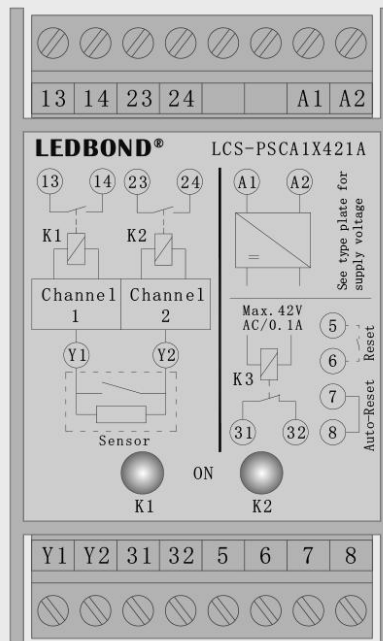 13 14 23 24 A1 A2
LEDBOND® LCS-PSCA1X421A
13 14 23 24 A1 A2
K1 K2
See type plate for
supply voltage
Channel 1
Channel 2
Y1 Y2
Sensor
Max. 42V
AC/0.1A
K3
31 32
5
6
Reset
7
8
Auto-Reset
ON
K1 K2
Y1 Y2 31 32 5 6 7 8